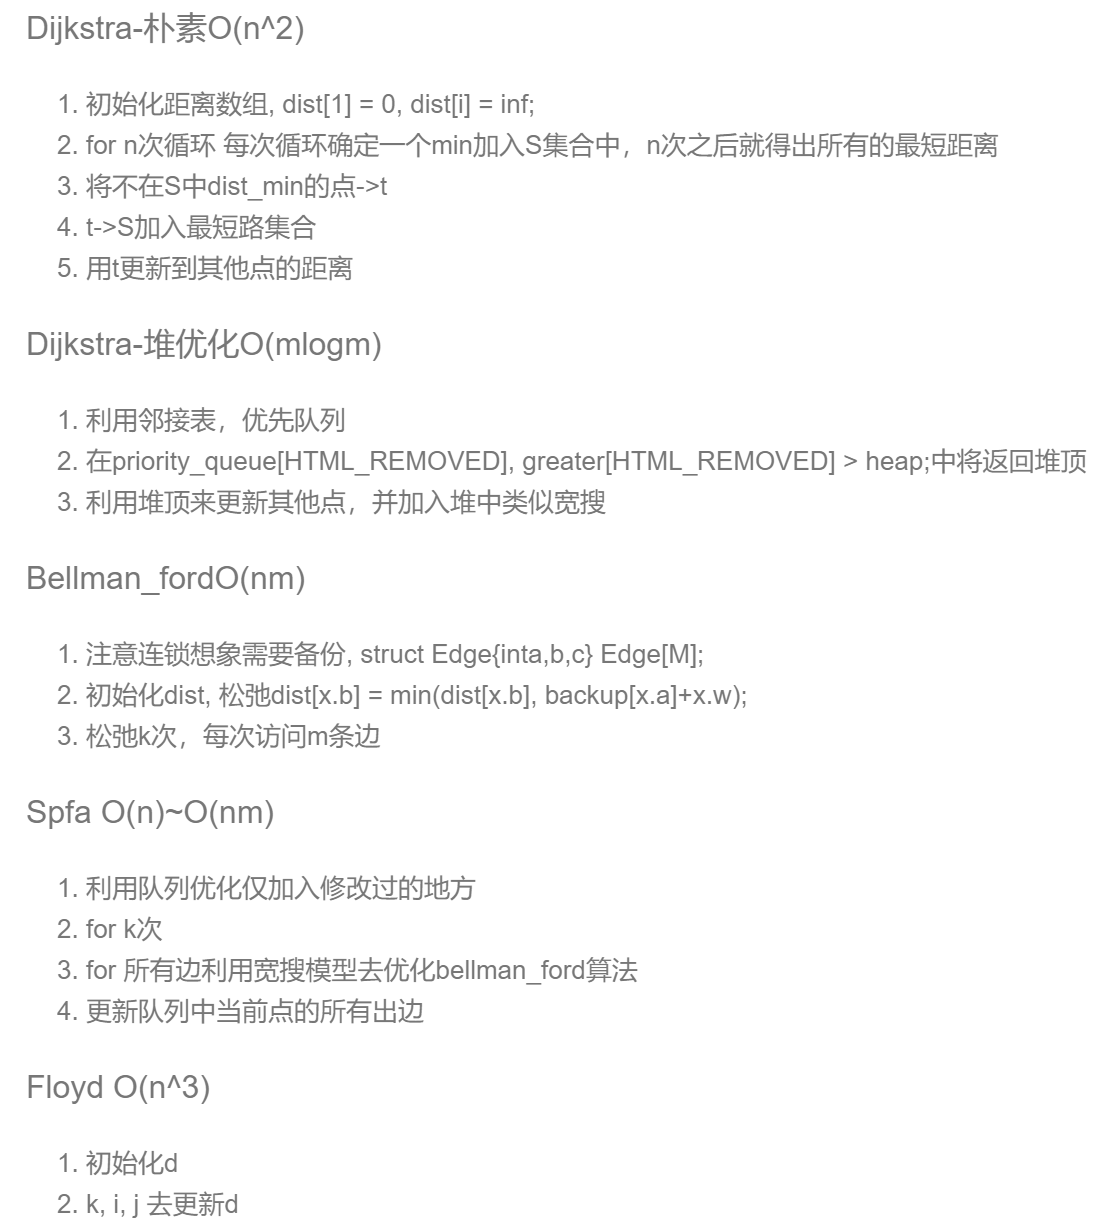 Dijkstra-朴素O(n^2)
1. 初始化距离数组, dist[1] = 0, dist[i] = inf;
2. for n次循环 每次循环确定一个min加入S集合中，n次之后就得出所有的最短距离
3. 将不在S中dist_min的点->t
4. t->S加入最短路集合
5. 用t更新到其他点的距离
Dijkstra-堆优化O(mlogm)
1. 利用邻接表，优先队列
2. 在priority_queue[HTML_REMOVED], greater[HTML_REMOVED] > heap;中将返回堆顶
3. 利用堆顶来更新其他点，并加入堆中类似宽搜
Bellman_fordO(nm)
1. 注意连锁想象需要备份, struct Edge{inta,b,c} Edge[M];
2. 初始化dist, 松弛dist[x.b] = min(dist[x.b], backup[x.a]+x.w);
3. 松弛k次，每次访问m条边
Spfa O(n)~O(nm)
1. 利用队列优化仅加入修改过的地方
2. for k次
3. for 所有边利用宽搜模型去优化bellman_ford算法
4. 更新队列中当前点的所有出边
Floyd O(n^3)
1. 初始化d
2. k, i, j 去更新d